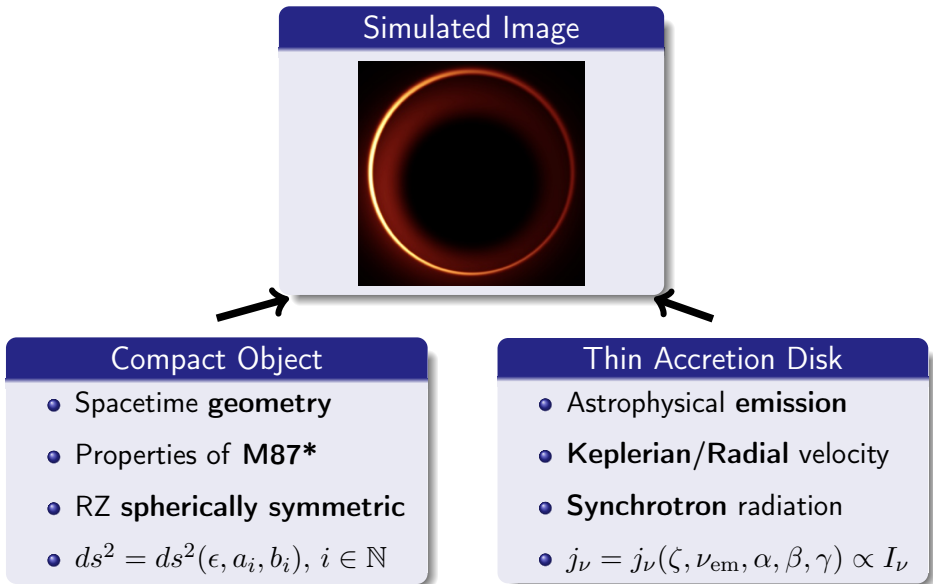 Simulated Image
Compact Object
Spacetime geometry
Properties of M87*
RZ spherically symmetric
ds² = ds²(ϵ, aᵢ, bᵢ), i ∈ ℕ
Thin Accretion Disk
Astrophysical emission
Keplerian/Radial velocity
Synchrotron radiation
j_ν = j_ν(ζ, ν_em, α, β, γ) ∝ I_ν